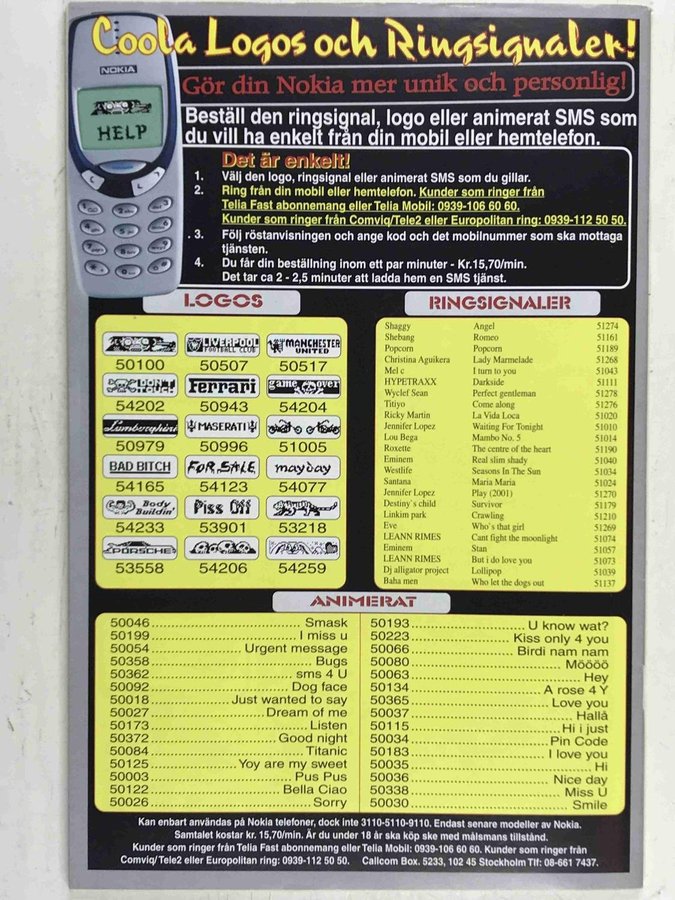 Coola Logos och Ringsignaler!
NOKIA
HELP
Gör din Nokia mer unik och personlig!
Beställ den ringsignal, logo eller animerat SMS som
du vill ha enkelt från din mobil eller hemtelefon.
Det är enkelt!
1. Välj den logo, ringsignal eller animerat SMS som du gillar.
2. Ring från din mobil eller hemtelefon. Kunder som ringer från
Telia Fast abonnemang eller Telia Mobil: 0939-106 60 60.
Kunder som ringer från Comviq/Tele2 eller Europolitan ring: 0939-112 50 50.
3. Följ röstanvisningen och ange kod och det mobilnummer som ska mottaga
tjänsten.
4. Du får din beställning inom ett par minuter - Kr.15,70/min.
Det tar ca 2 - 2,5 minuter att ladda hem en SMS tjänst.
LOGOS
LIVERPOOL
FOOTBALL CLUB
MANCHESTER
UNITED
50100 50507 50517
DON'T
Ferrari
game over
54202 50943 54204
Lamborghini
MASERATI
50979 50996 51005
BAD BITCH
FOR SALE
mayday
54165 54123 54077
Body
Buildin'
Piss Off
54233 53901 53218
PORSCHE
53558 54206 54259
RINGSIGNALER
Shaggy Angel 51274
Shebang Romeo 51161
Popcorn Popcorn 51189
Christina Aguikera Lady Marmelade 51268
Mel c I turn to you 51043
HYPETRAXX Darkside 51111
Wyclef Sean Perfect gentleman 51278
Titiyo Come along 51276
Ricky Martin La Vida Loca 51020
Jennifer Lopez Waiting For Tonight 51010
Lou Bega Mambo No. 5 51014
Roxette The centre of the heart 51190
Eminem Real slim shady 51040
Westlife Seasons In The Sun 51034
Santana Maria Maria 51024
Jennifer Lopez Play (2001) 51270
Destiny's child Survivor 51179
Linkim park Crawling 51210
Eve Who's that girl 51269
LEANN RIMES Cant fight the moonlight 51074
Eminem Stan 51057
LEANN RIMES But i do love you 51073
Dj alligator project Lollipop 51039
Baha men Who let the dogs out 51137
ANIMERAT
50046 Smask
50199 I miss u
50054 Urgent message
50358 Bugs
50362 sms 4 U
50092 Dog face
50018 Just wanted to say
50027 Dream of me
50173 Listen
50372 Good night
50084 Titanic
50125 Yoy are my sweet
50003 Pus Pus
50122 Bella Ciao
50026 Sorry
50193 U know wat?
50223 Kiss only 4 you
50066 Birdi nam nam
50080 Möööö
50063 Hey
50134 A rose 4 Y
50365 Love you
50037 Hallå
50115 Hi i just
50034 Pin Code
50183 I love you
50035 Hi
50036 Nice day
50338 Miss U
50030 Smile
Kan enbart användas på Nokia telefoner, dock inte 3110-5110-9110. Endast senare modeller av Nokia.
Samtalet kostar kr. 15,70/min. Är du under 18 år ska köp ske med målsmans tillstånd.
Kunder som ringer från Telia Fast abonnemang eller Telia Mobil: 0939-106 60 60. Kunder som ringer från
Comviq/Tele2 eller Europolitan ring: 0939-112 50 50. Callcom Box. 5233, 102 45 Stockholm Tlf: 08-661 7437.